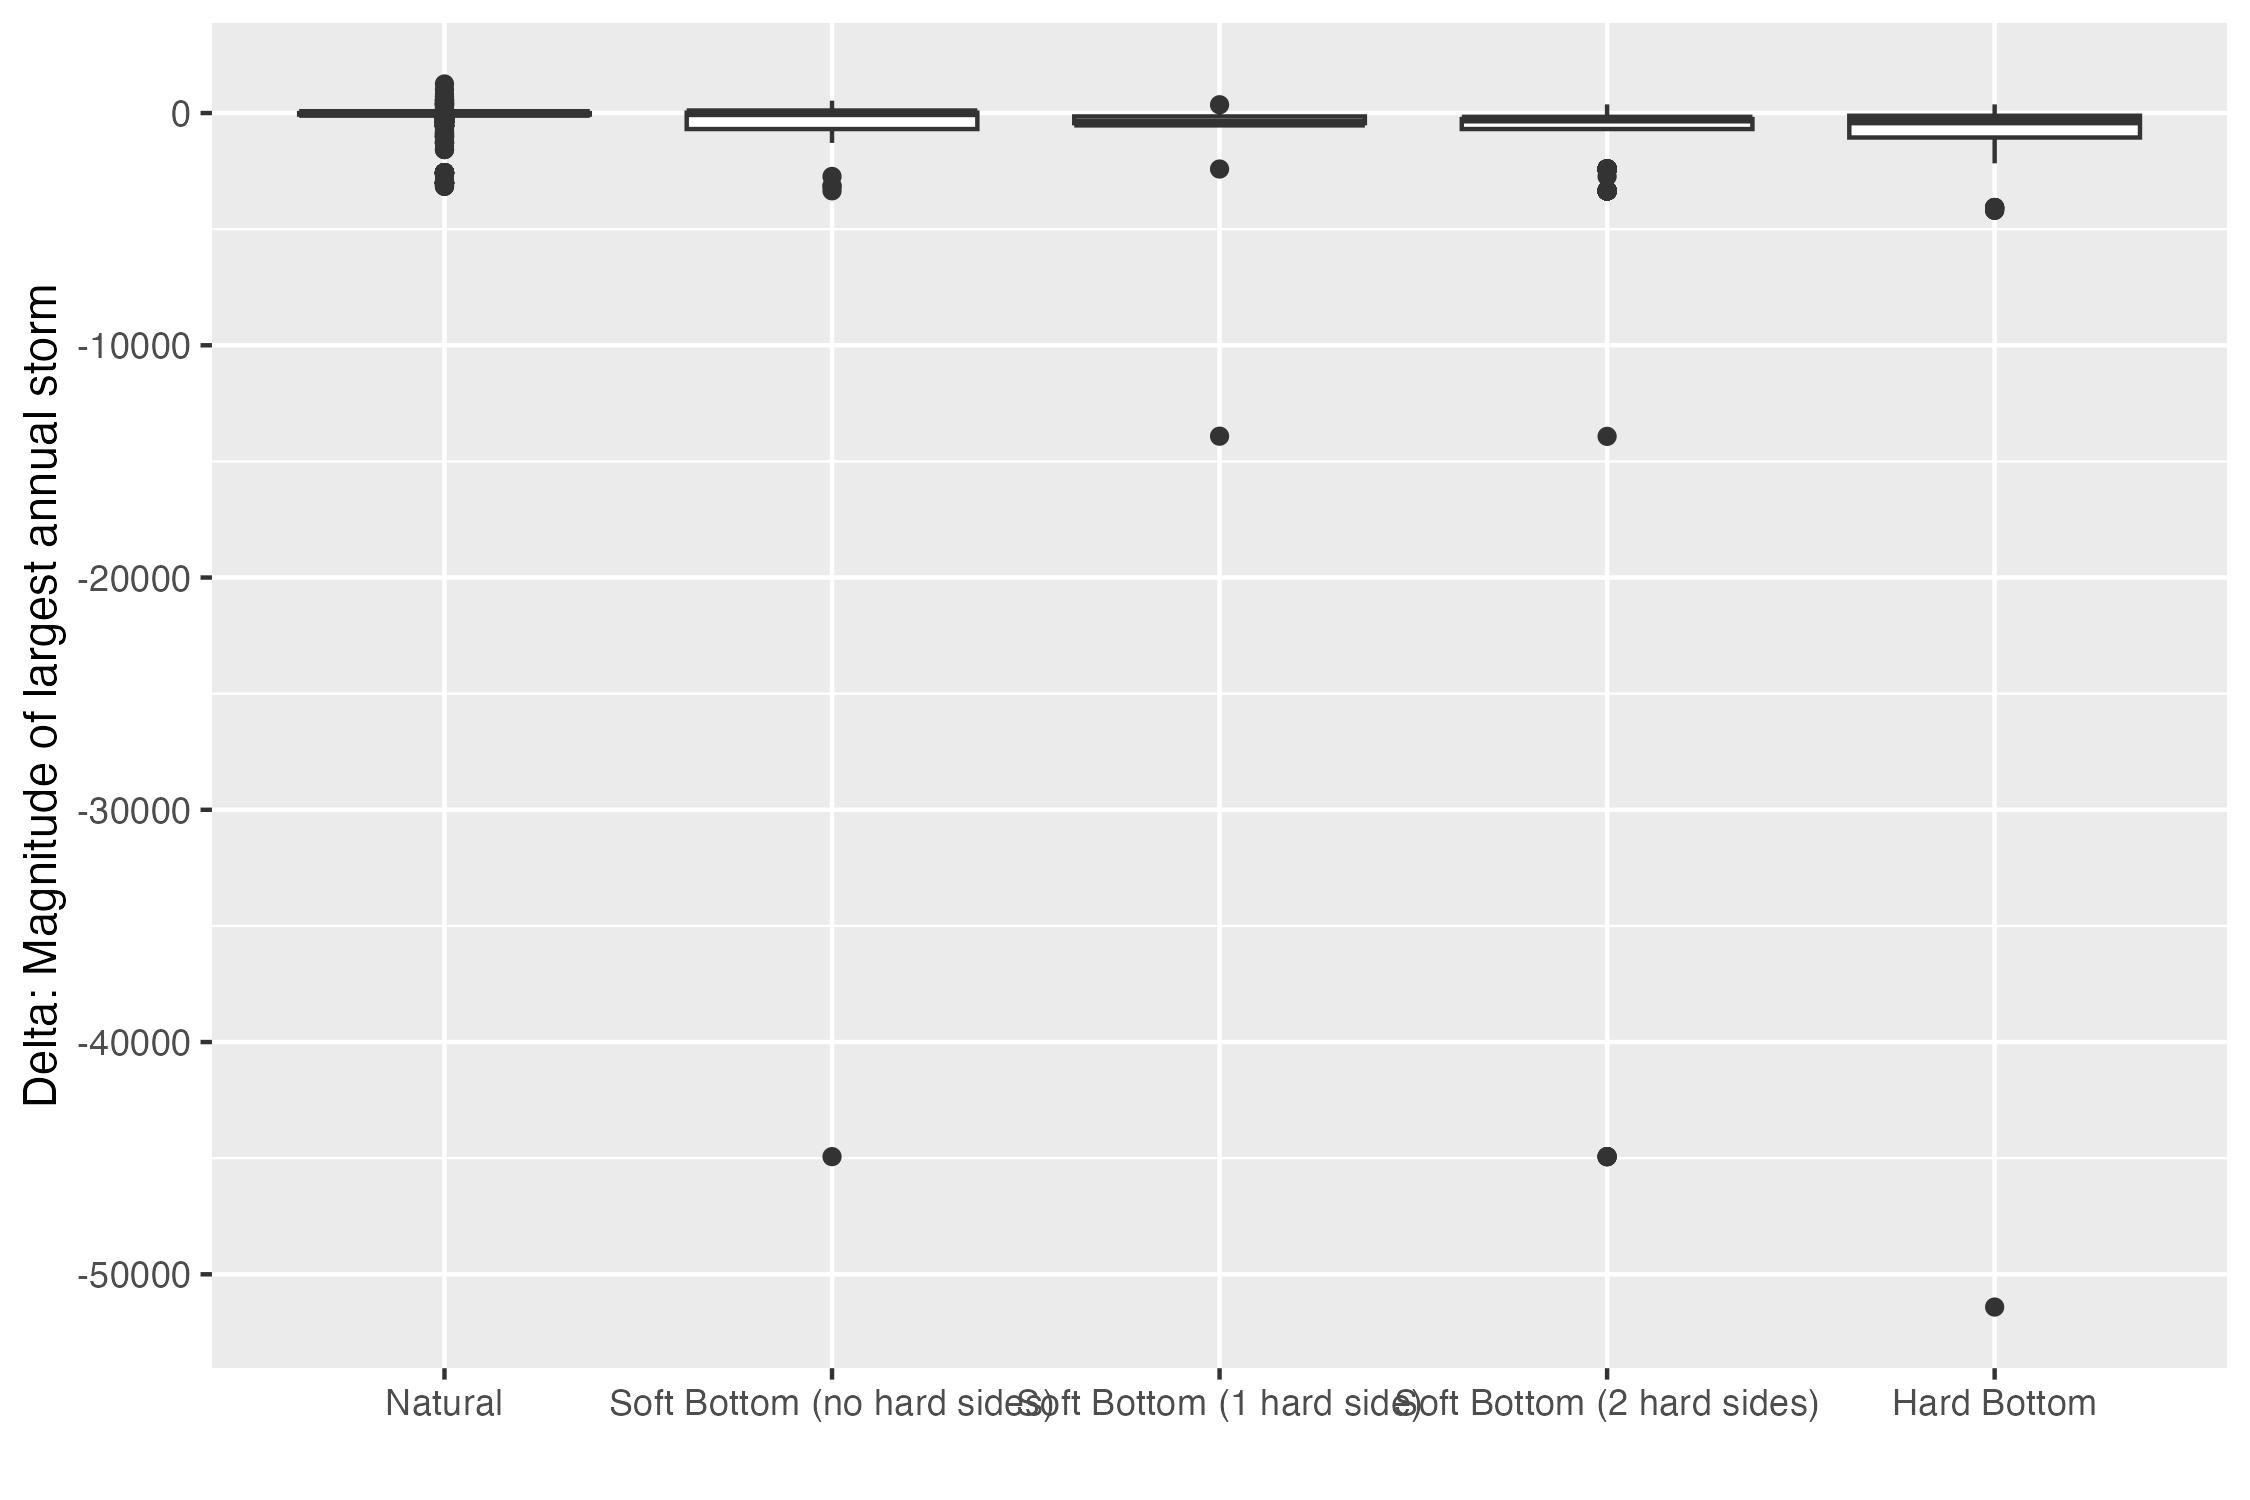 Delta: Magnitude of largest annual storm
0
-10000
-20000
-30000
-40000
-50000
Natural
Soft Bottom (no hard sides)
Soft Bottom (1 hard side)
Soft Bottom (2 hard sides)
Hard Bottom